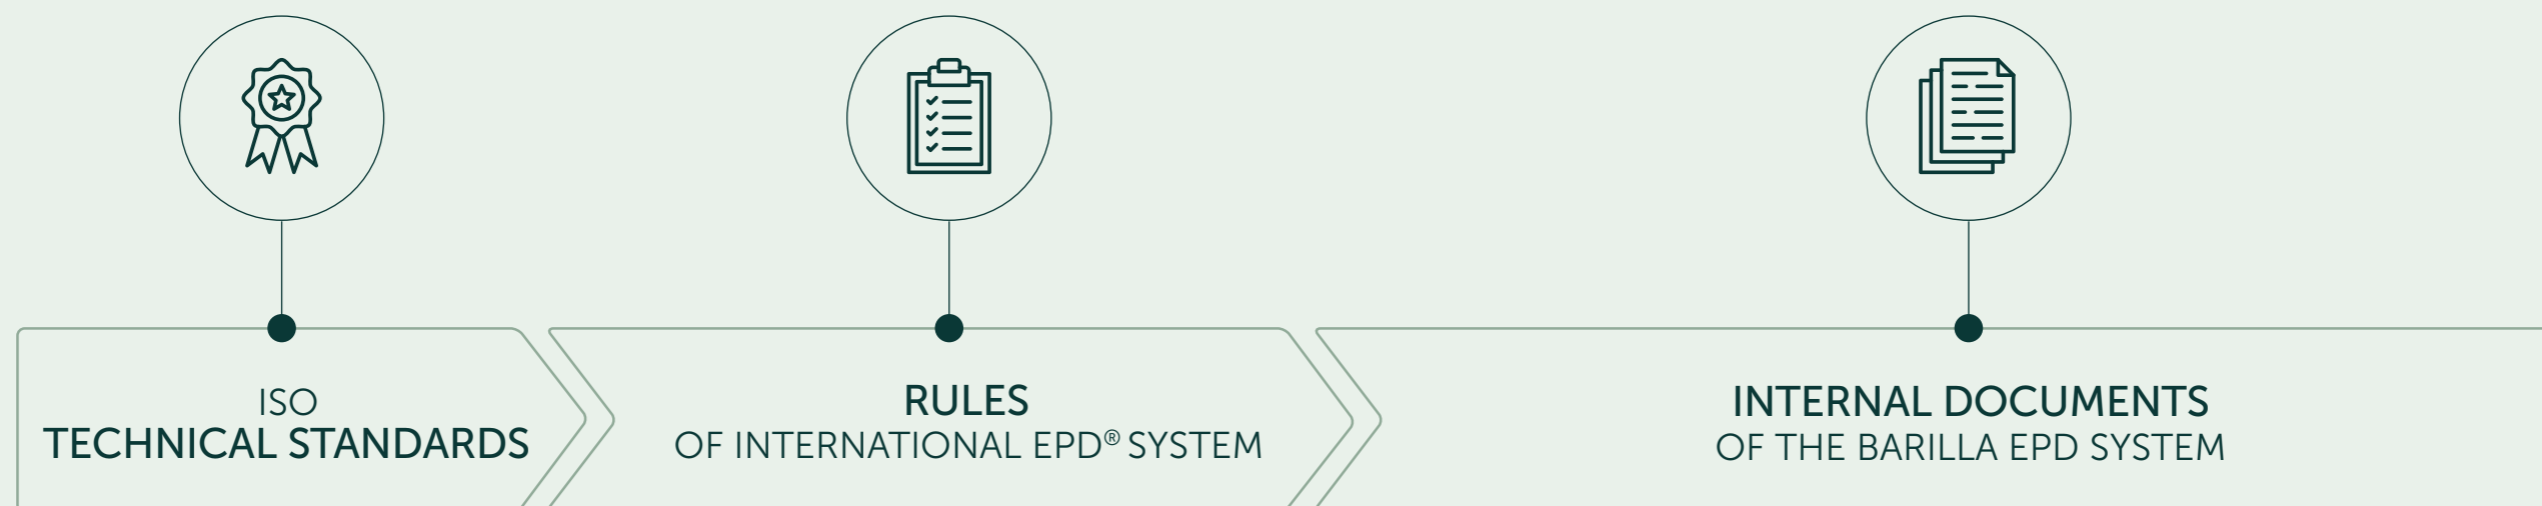 ISO
TECHNICAL STANDARDS
RULES
OF INTERNATIONAL EPD® SYSTEM
INTERNAL DOCUMENTS
OF THE BARILLA EPD SYSTEM